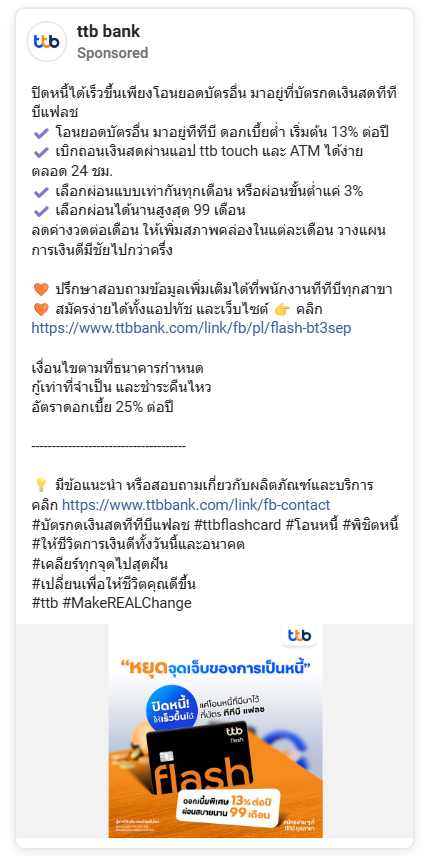 ttb bank
Sponsored
ปิดหนี้ได้เร็วขึ้นเพียงโอนยอดบัตรอื่น มาอยู่ที่บัตรกดเงินสดทีที
บีแฟลช
✔ โอนยอดบัตรอื่น มาอยู่ทีทีบี ดอกเบี้ยต่ำ เริ่มต้น 13% ต่อปี
✔ เบิกถอนเงินสดผ่านแอป ttb touch และ ATM ได้ง่าย
ตลอด 24 ชม.
✔ เลือกผ่อนแบบเท่ากันทุกเดือน หรือผ่อนขั้นต่ำแค่ 3%
✔ เลือกผ่อนได้นานสูงสุด 99 เดือน
ลดค่างวดต่อเดือน ให้เพิ่มสภาพคล่องในแต่ละเดือน วางแผน
การเงินดีมีชัยไปกว่าครึ่ง
🧡 ปรึกษาสอบถามข้อมูลเพิ่มเติมได้ที่พนักงานทีทีบีทุกสาขา
🧡 สมัครง่ายได้ทั้งแอปทัช และเว็บไซต์ 👉 คลิก
https://www.ttbbank.com/link/fb/pl/flash-bt3sep
เงื่อนไขตามที่ธนาคารกำหนด
กู้เท่าที่จำเป็น และชำระคืนไหว
อัตราดอกเบี้ย 25% ต่อปี
-------------------------------------
💡 มีข้อแนะนำ หรือสอบถามเกี่ยวกับผลิตภัณฑ์และบริการ
คลิก https://www.ttbbank.com/link/fb-contact
#บัตรกดเงินสดทีทีบีแฟลช #ttbflashcard #โอนหนี้ #พิชิตหนี้
#ให้ชีวิตการเงินดีทั้งวันนี้และอนาคต
#เคลียร์ทุกจุดไปสุดฝัน
#เปลี่ยนเพื่อให้ชีวิตคุณดีขึ้น
#ttb #MakeREALChange
ttb
"หยุดจุดเจ็บของการเป็นหนี้"
ปิดหนี้!
ให้เร็วขึ้นได้
แค่โอนหนี้ที่มีมาไว้
ที่บัตร ทีทีบี แฟลช
ttb
flash
flash
ดอกเบี้ยพิเศษ 13% ต่อปี
ผ่อนสบายนาน 99 เดือน